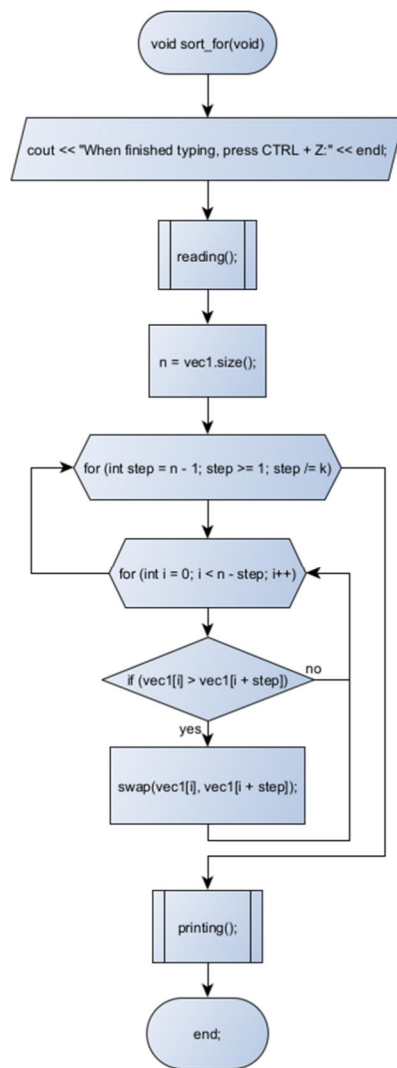 void sort_for(void)
cout << "When finished typing, press CTRL + Z:" << endl;
reading();
n = vec1.size();
for (int step = n - 1; step >= 1; step /= k)
for (int i = 0; i < n - step; i++)
if (vec1[i] > vec1[i + step])
no
yes
swap(vec1[i], vec1[i + step]);
printing();
end;